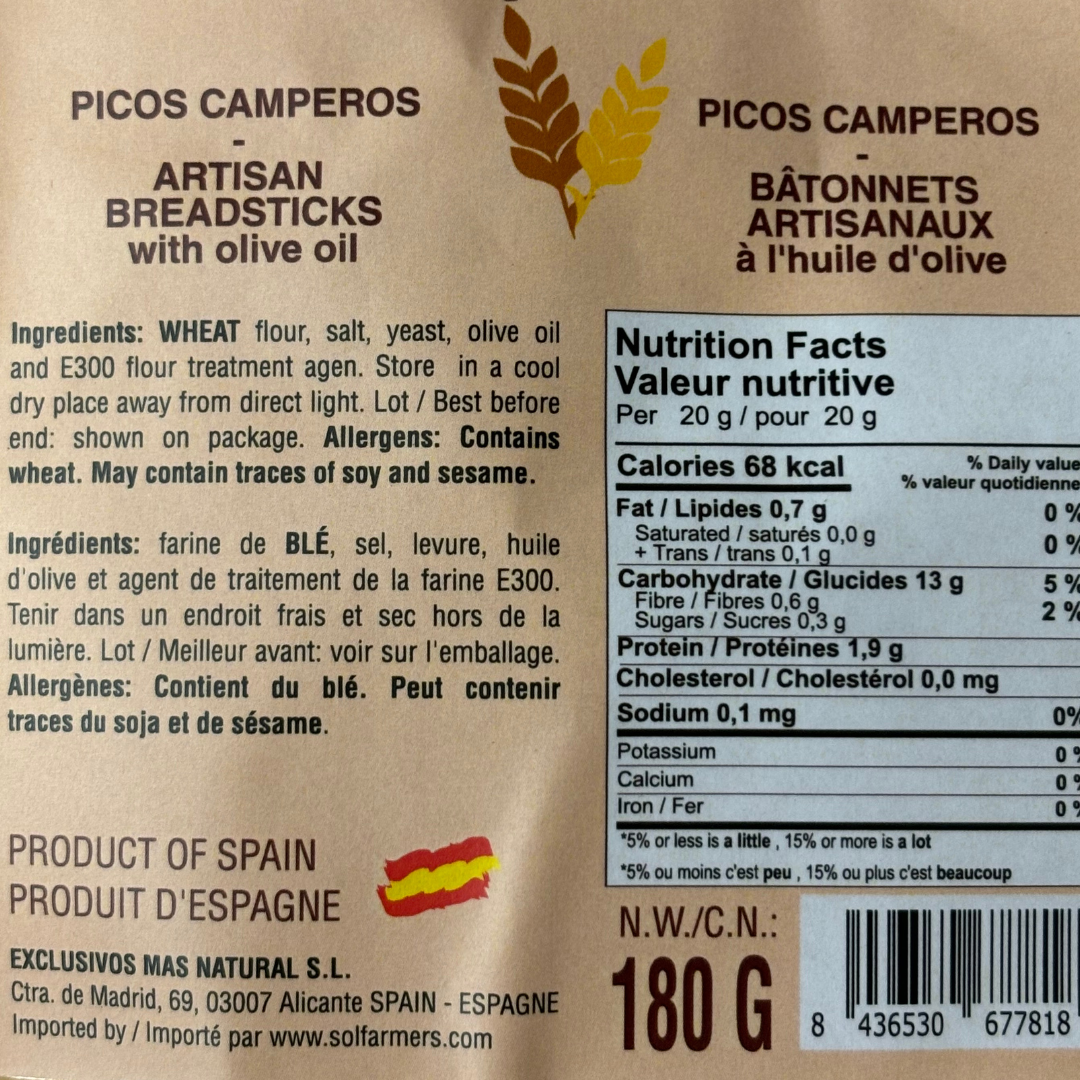 PICOS CAMPEROS
-
ARTISAN
BREADSTICKS
with olive oil
PICOS CAMPEROS
-
BÂTONNETS
ARTISANAUX
à l'huile d'olive
Ingredients: WHEAT flour, salt, yeast, olive oil
and E300 flour treatment agen. Store in a cool
dry place away from direct light. Lot / Best before
end: shown on package. Allergens: Contains
wheat. May contain traces of soy and sesame.
Ingrédients: farine de BLÉ, sel, levure, huile
d'olive et agent de traitement de la farine E300.
Tenir dans un endroit frais et sec hors de la
lumière. Lot / Meilleur avant: voir sur l'emballage.
Allergènes: Contient du blé. Peut contenir
traces du soja et de sésame.
PRODUCT OF SPAIN
PRODUIT D'ESPAGNE
EXCLUSIVOS MAS NATURAL S.L.
Ctra. de Madrid, 69, 03007 Alicante SPAIN - ESPAGNE
Imported by / Importé par www.solfarmers.com
Nutrition Facts
Valeur nutritive
Per 20 g / pour 20 g
Calories 68 kcal
% Daily value
% valeur quotidienne
Fat / Lipides 0,7 g 0 %
Saturated / saturés 0,0 g
+ Trans / trans 0,1 g 0 %
Carbohydrate / Glucides 13 g 5 %
Fibre / Fibres 0,6 g 2 %
Sugars / Sucres 0,3 g
Protein / Protéines 1,9 g
Cholesterol / Cholestérol 0,0 mg
Sodium 0,1 mg 0%
Potassium 0 %
Calcium 0 %
Iron / Fer 0 %
*5% or less is a little , 15% or more is a lot
*5% ou moins c'est peu , 15% ou plus c'est beaucoup
N.W./C.N.:
180 G
8 436530 677818